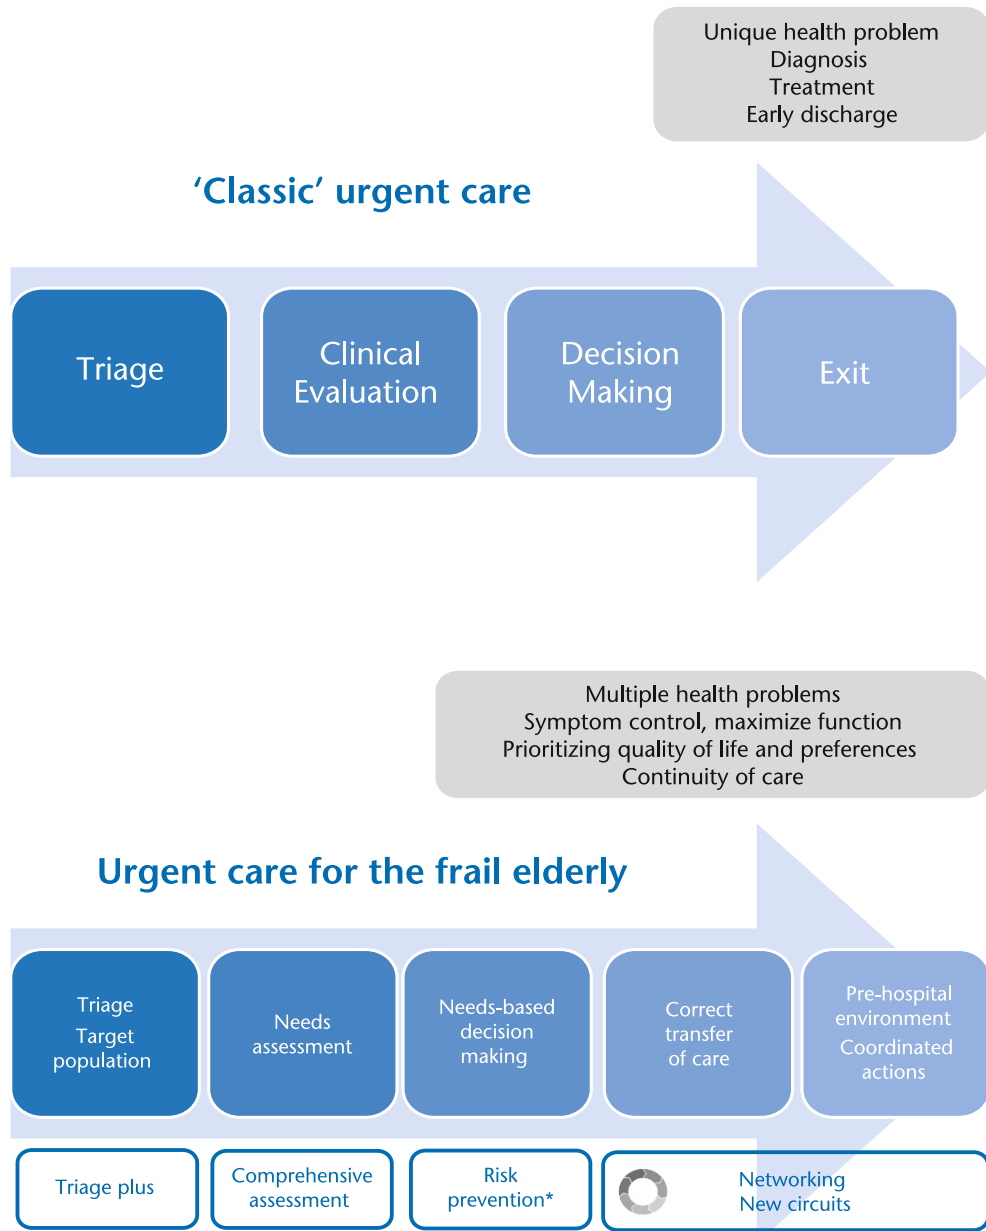 Unique health problem
Diagnosis
Treatment
Early discharge
‘Classic’ urgent care
Triage
Clinical
Evaluation
Decision
Making
Exit
Multiple health problems
Symptom control, maximize function
Prioritizing quality of life and preferences
Continuity of care
Urgent care for the frail elderly
Triage
Target
population
Needs
assessment
Needs-based
decision
making
Correct
transfer
of care
Pre-hospital
environment
Coordinated
actions
Triage plus
Comprehensive
assessment
Risk
prevention*
Networking
New circuits